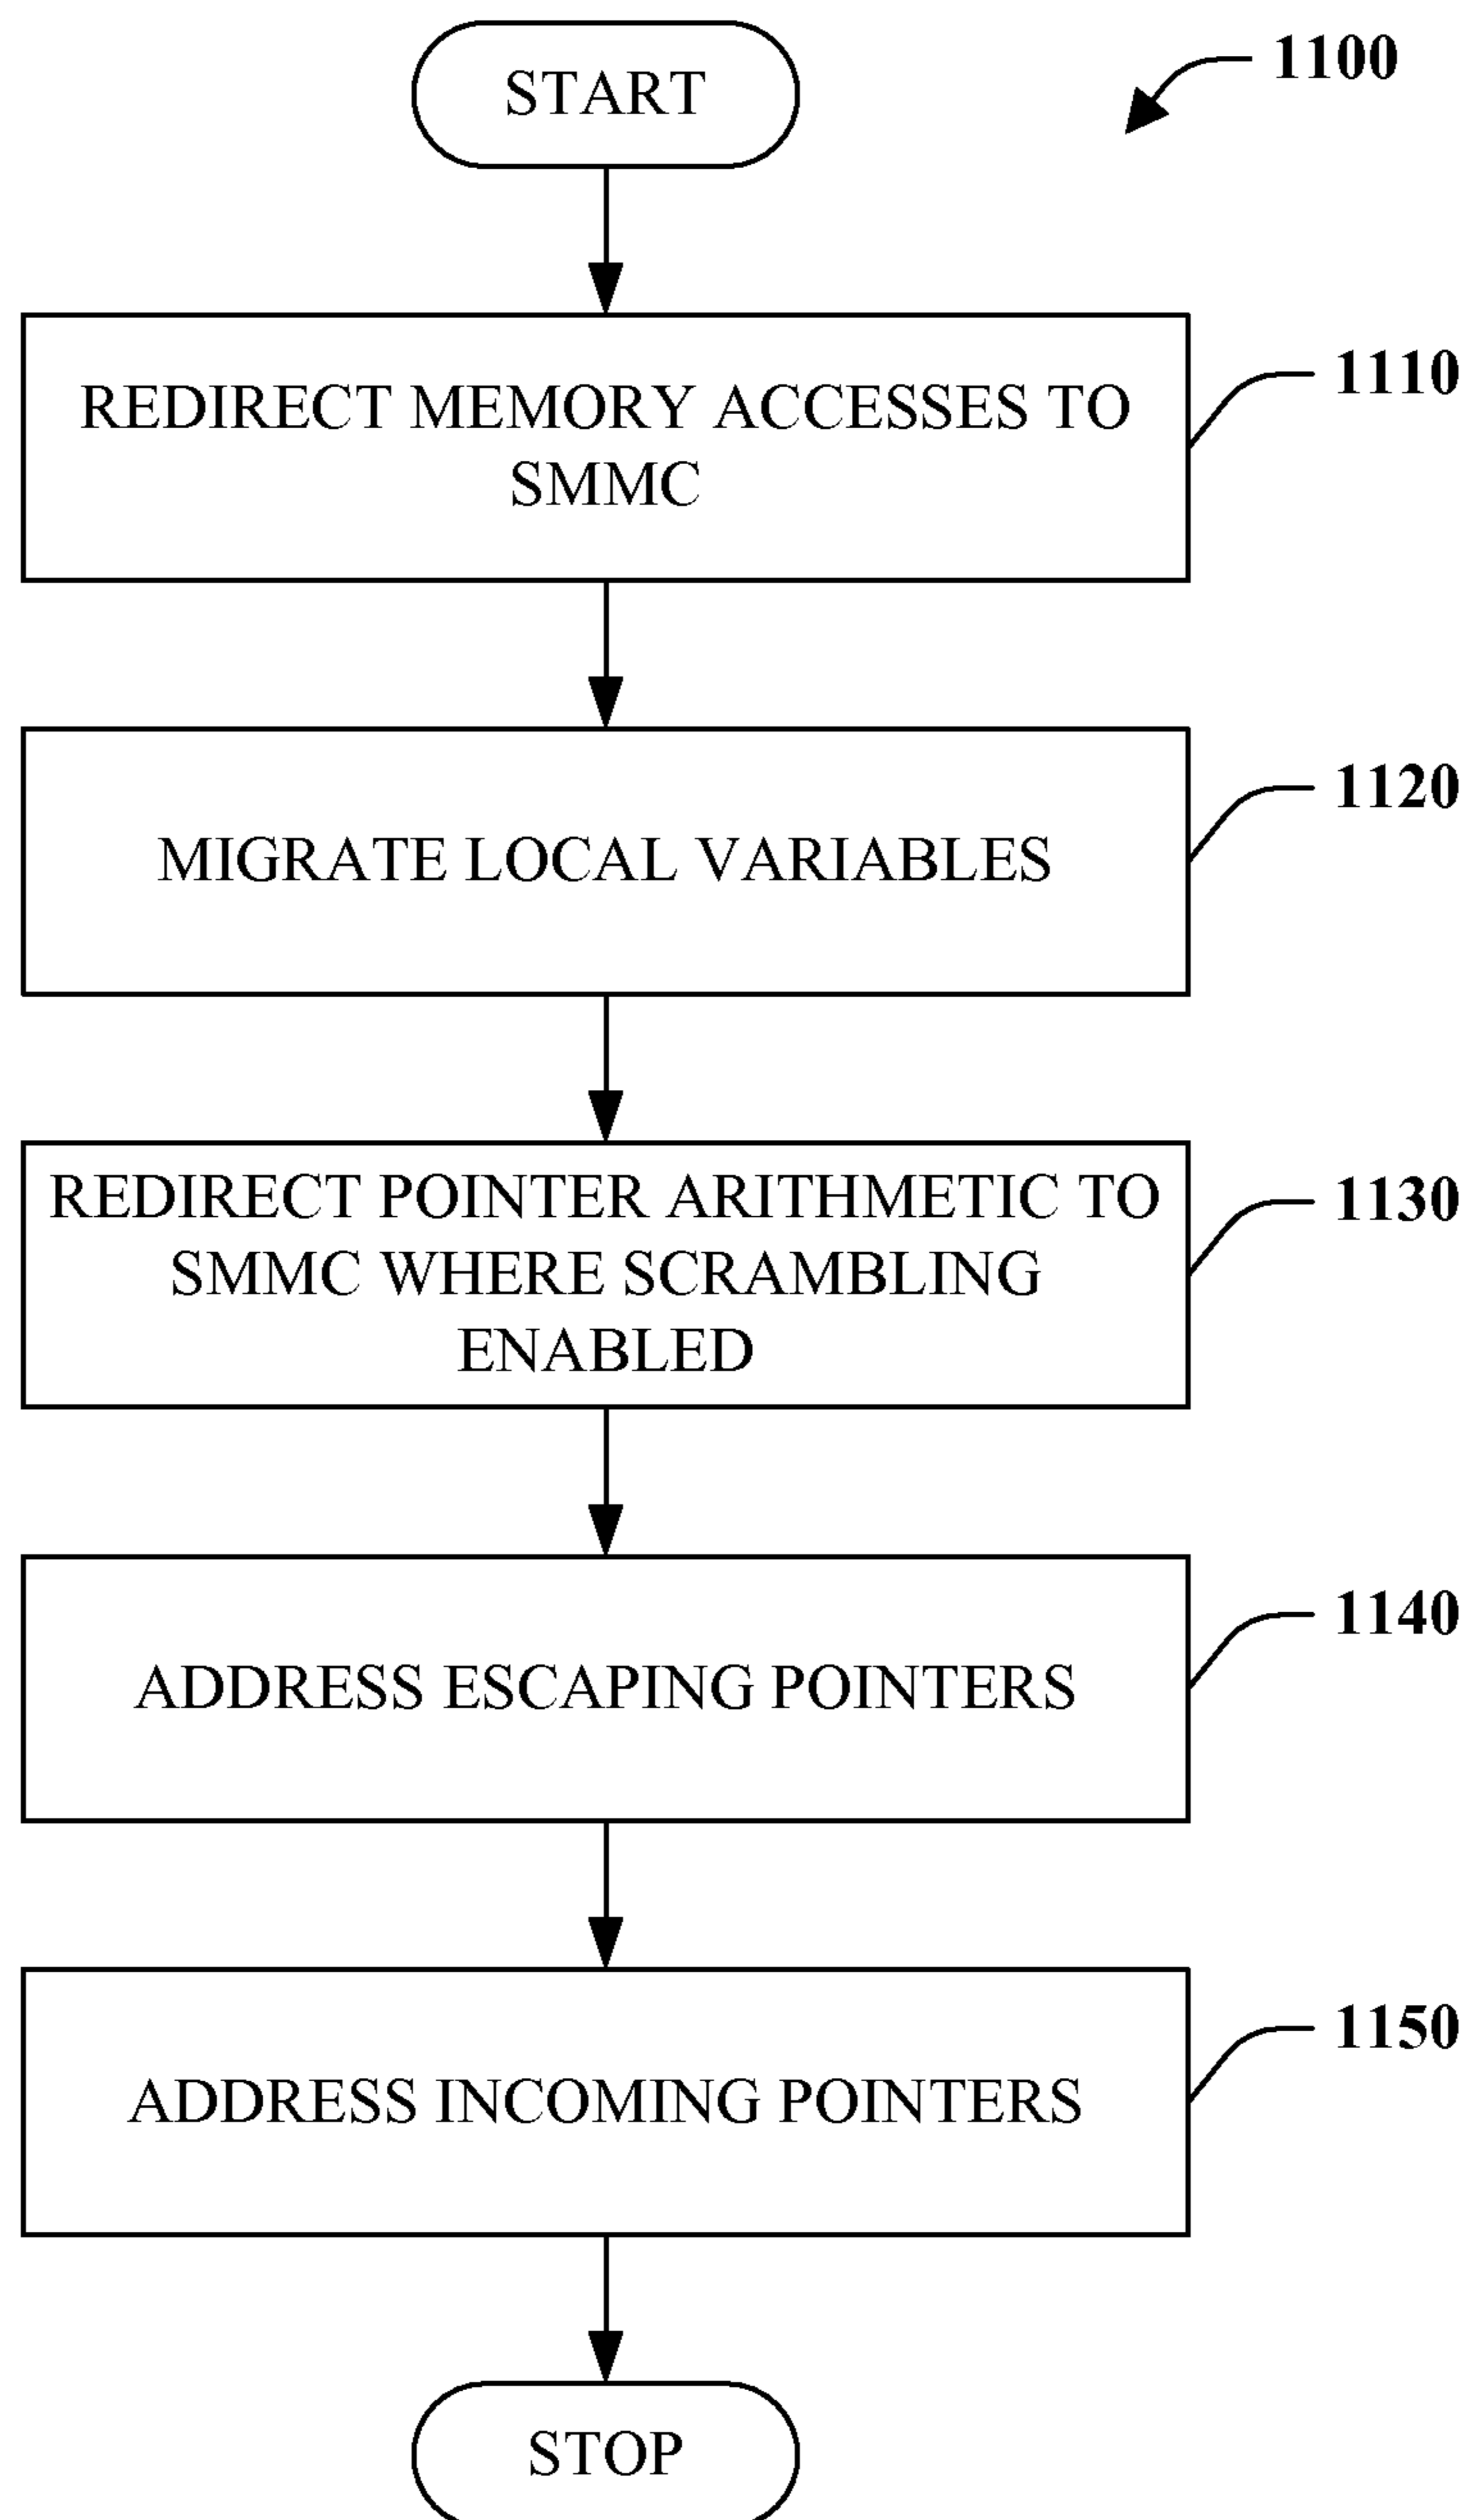 START
1100
REDIRECT MEMORY ACCESSES TO
SMMC
1110
MIGRATE LOCAL VARIABLES
1120
REDIRECT POINTER ARITHMETIC TO
SMMC WHERE SCRAMBLING
ENABLED
1130
ADDRESS ESCAPING POINTERS
1140
ADDRESS INCOMING POINTERS
1150
STOP